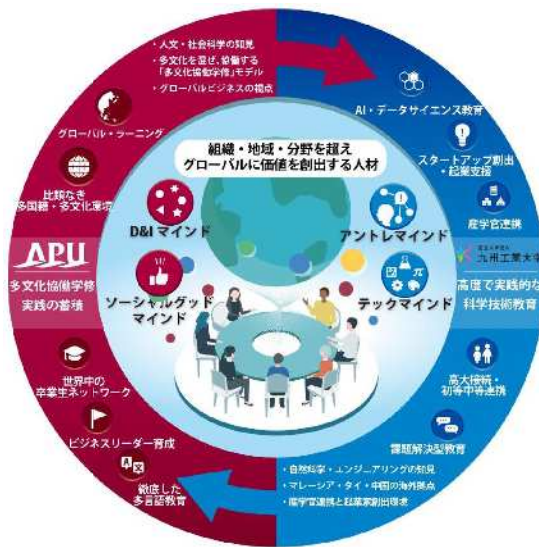 ・人文・社会科学の知見
・多文化を混ぜ、協働する
「多文化協働学修」モデル
・グローバルビジネスの視点
AI・データサイエンス教育
グローバル・ラーニング
スタートアップ創出
・起業支援
組織・地域・分野を超え
グローバルに価値を創出する人材
比類なき
多国籍・多文化環境
産学官連携
D&I マインド
アントレマインド
APU
多文化協働学修
実践の蓄積
九州工業大学
高度で実践的な
科学技術教育
ソーシャルグッド
マインド
テックマインド
世界中の
卒業生ネットワーク
高大接続・
初等中等連携
ビジネスリーダー育成
課題解決型教育
徹底した
多言語教育
・自然科学・エンジニアリングの知見
・マレーシア・タイ・中国の海外拠点
・産学官連携と起業家創出環境